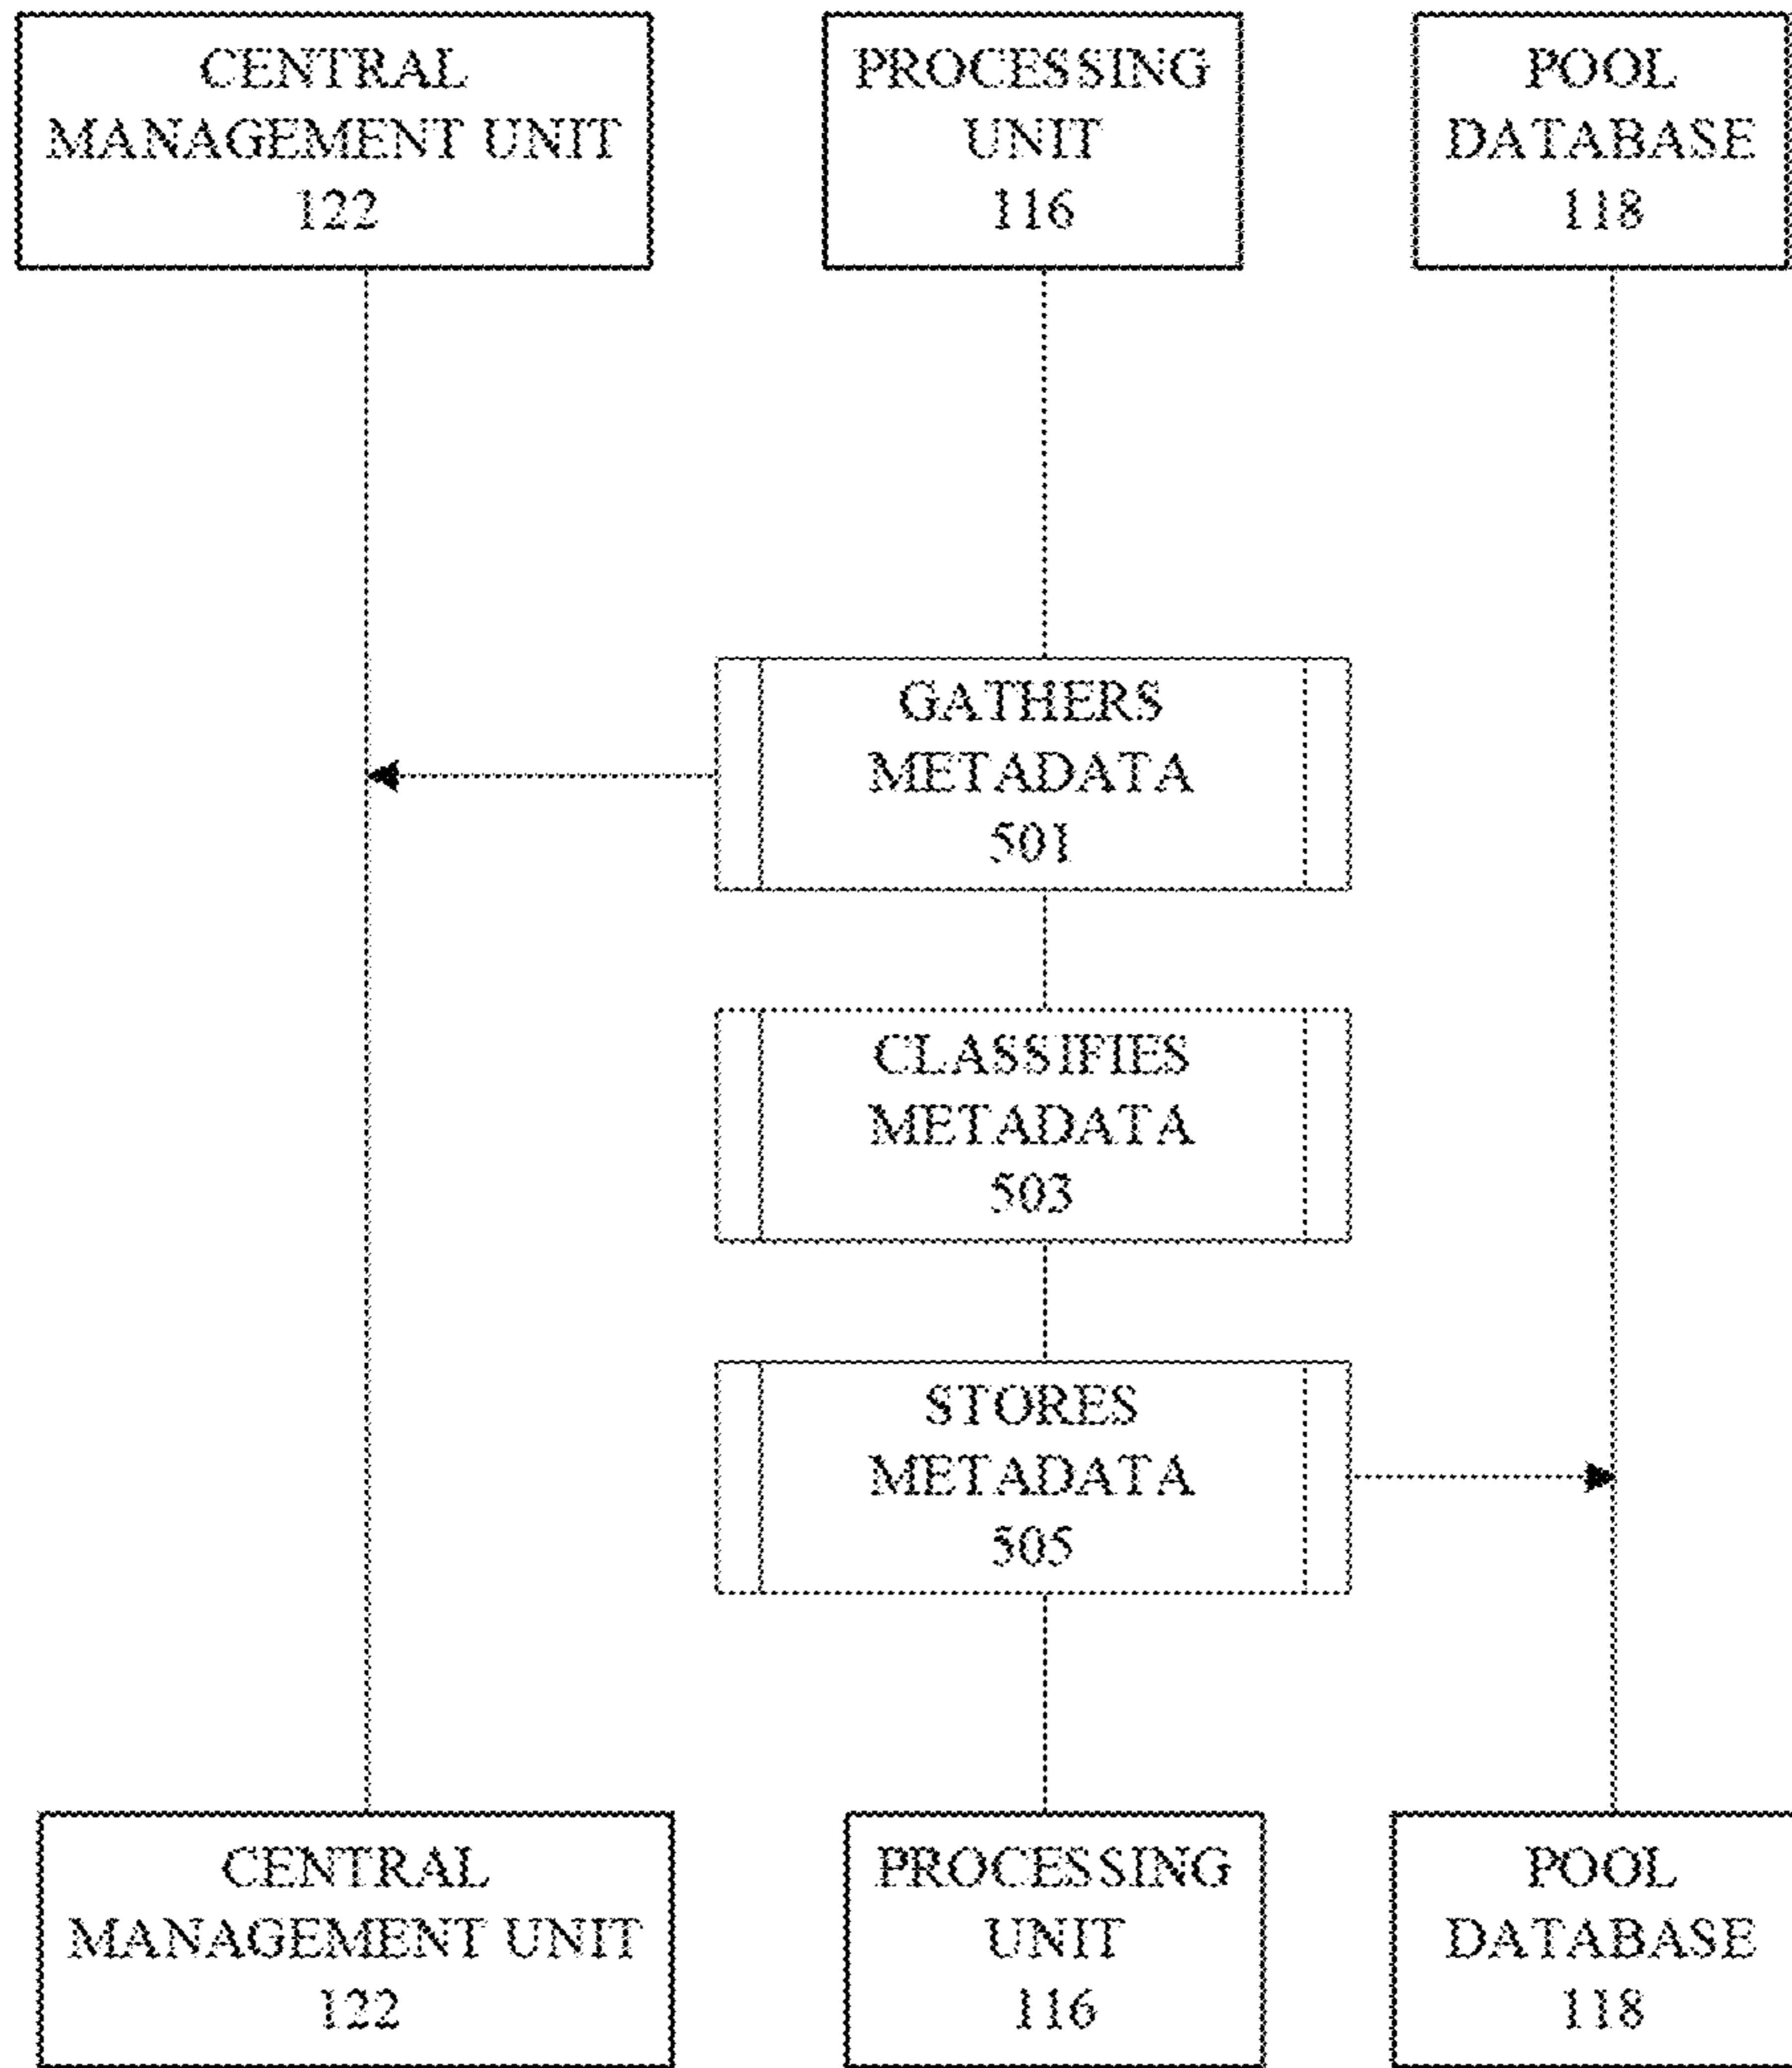 CENTRAL
MANAGEMENT UNIT
122
PROCESSING
UNIT
116
POOL
DATABASE
118
GATHERS
METADATA
501
CLASSIFIES
METADATA
503
STORES
METADATA
505
CENTRAL
MANAGEMENT UNIT
122
PROCESSING
UNIT
116
POOL
DATABASE
118